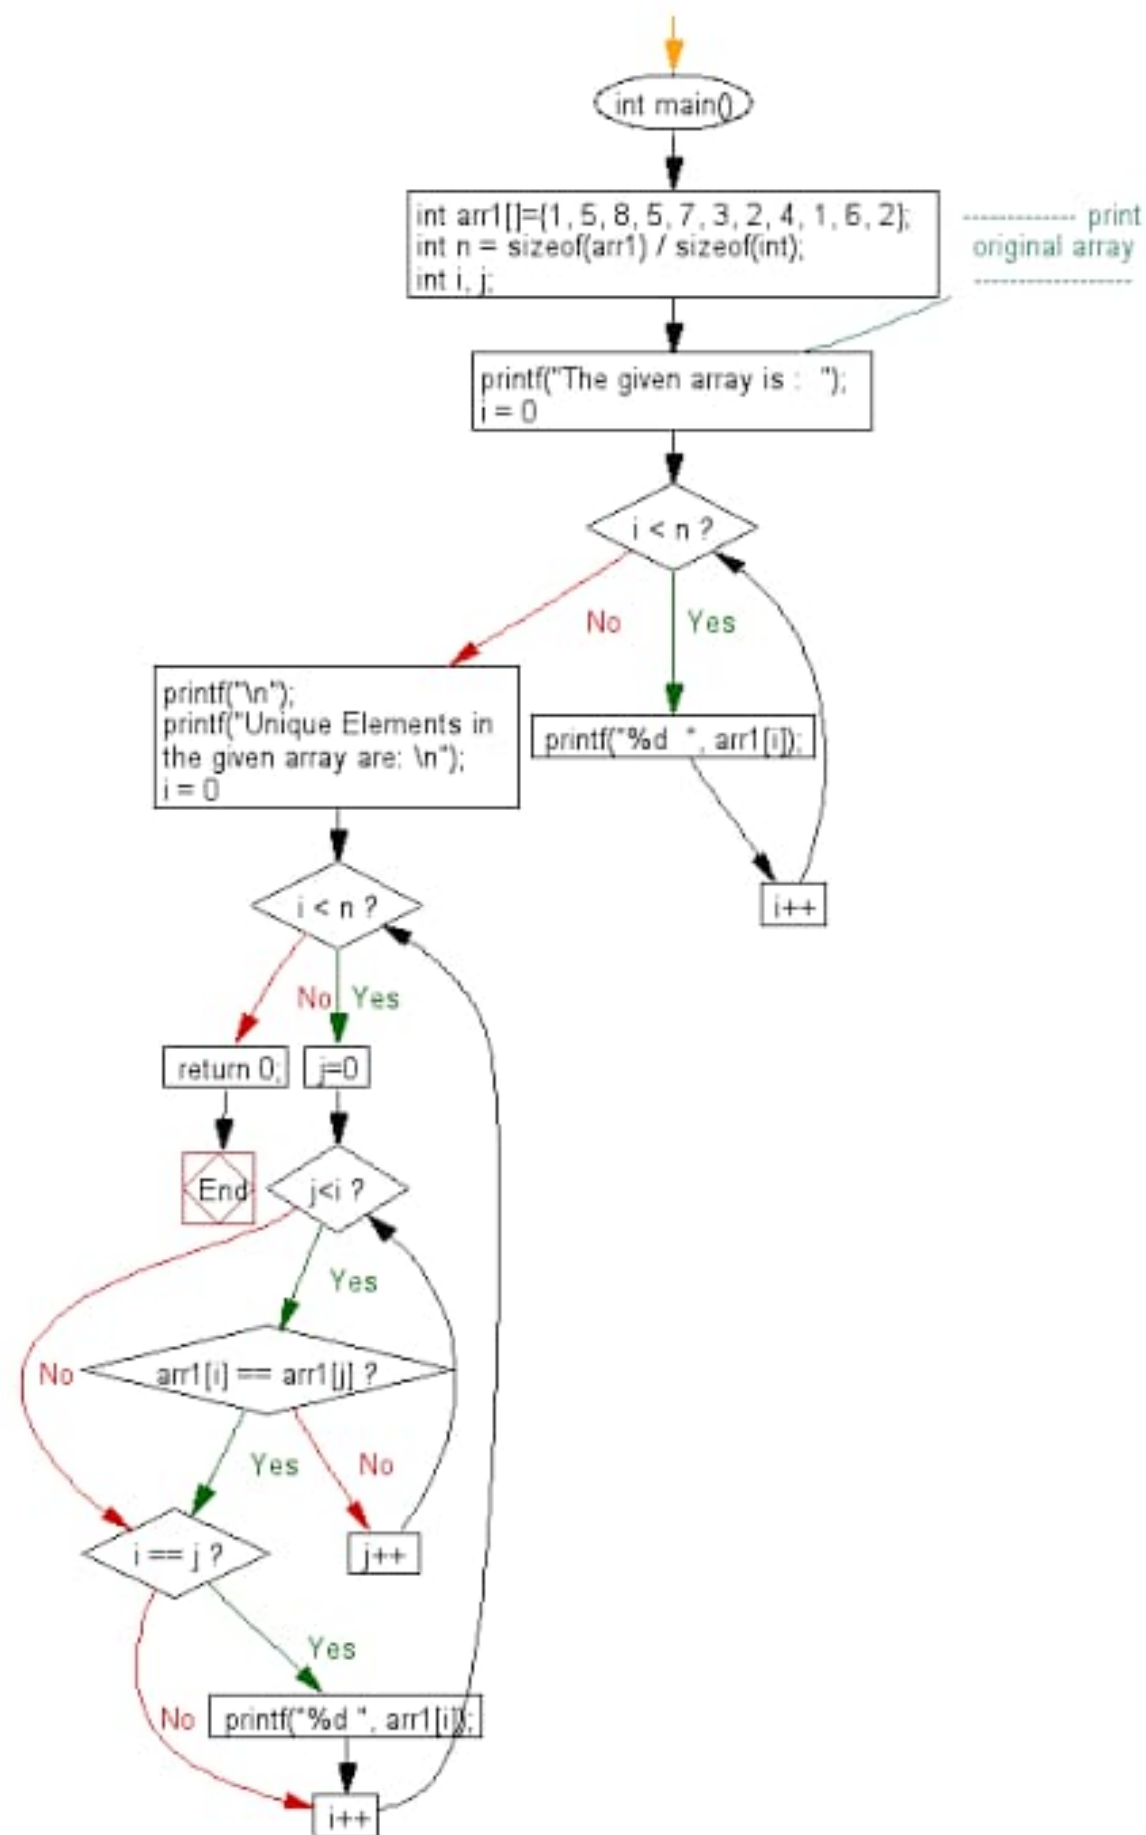 int main()
int arr1[]={1, 5, 8, 5, 7, 3, 2, 4, 1, 6, 2};
int n = sizeof(arr1) / sizeof(int);
int i, j;
------------- print
original array
------------------
printf("The given array is :  ");
i = 0
i < n ?
No
Yes
printf("\n");
printf("Unique Elements in
the given array are: \n");
i = 0
printf("%d  ", arr1[i]);
i++
i < n ?
No
Yes
return 0;
j=0
End
j<i ?
Yes
No
arr1[i] == arr1[j] ?
Yes
No
i == j ?
j++
Yes
No
printf("%d ", arr1[i]);
i++